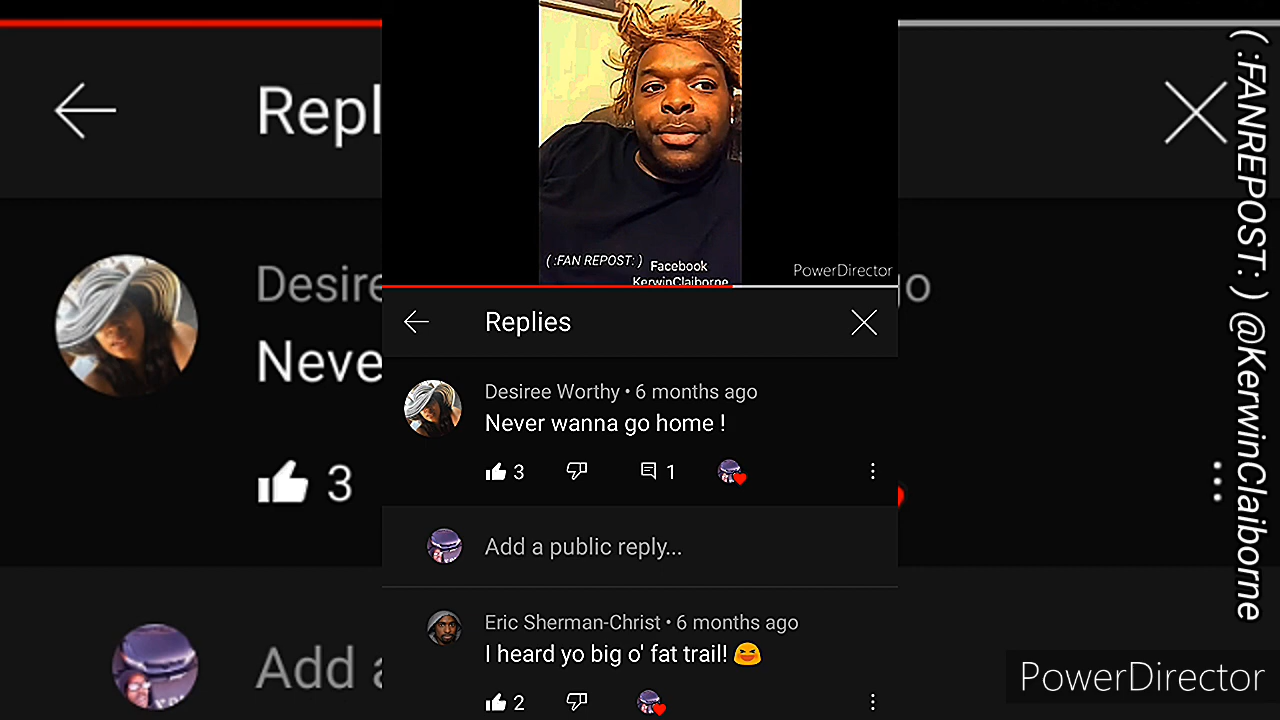 Repl
Desire
go
Neve
3
Add a
( :FAN REPOST: )
Facebook
KerwinClaiborne
PowerDirector
Replies
Desiree Worthy • 6 months ago
Never wanna go home !
3
1
Add a public reply...
Eric Sherman-Christ • 6 months ago
I heard yo big o' fat trail! 😆
2
( :FANREPOST: ) @KerwinClaiborne
PowerDirector